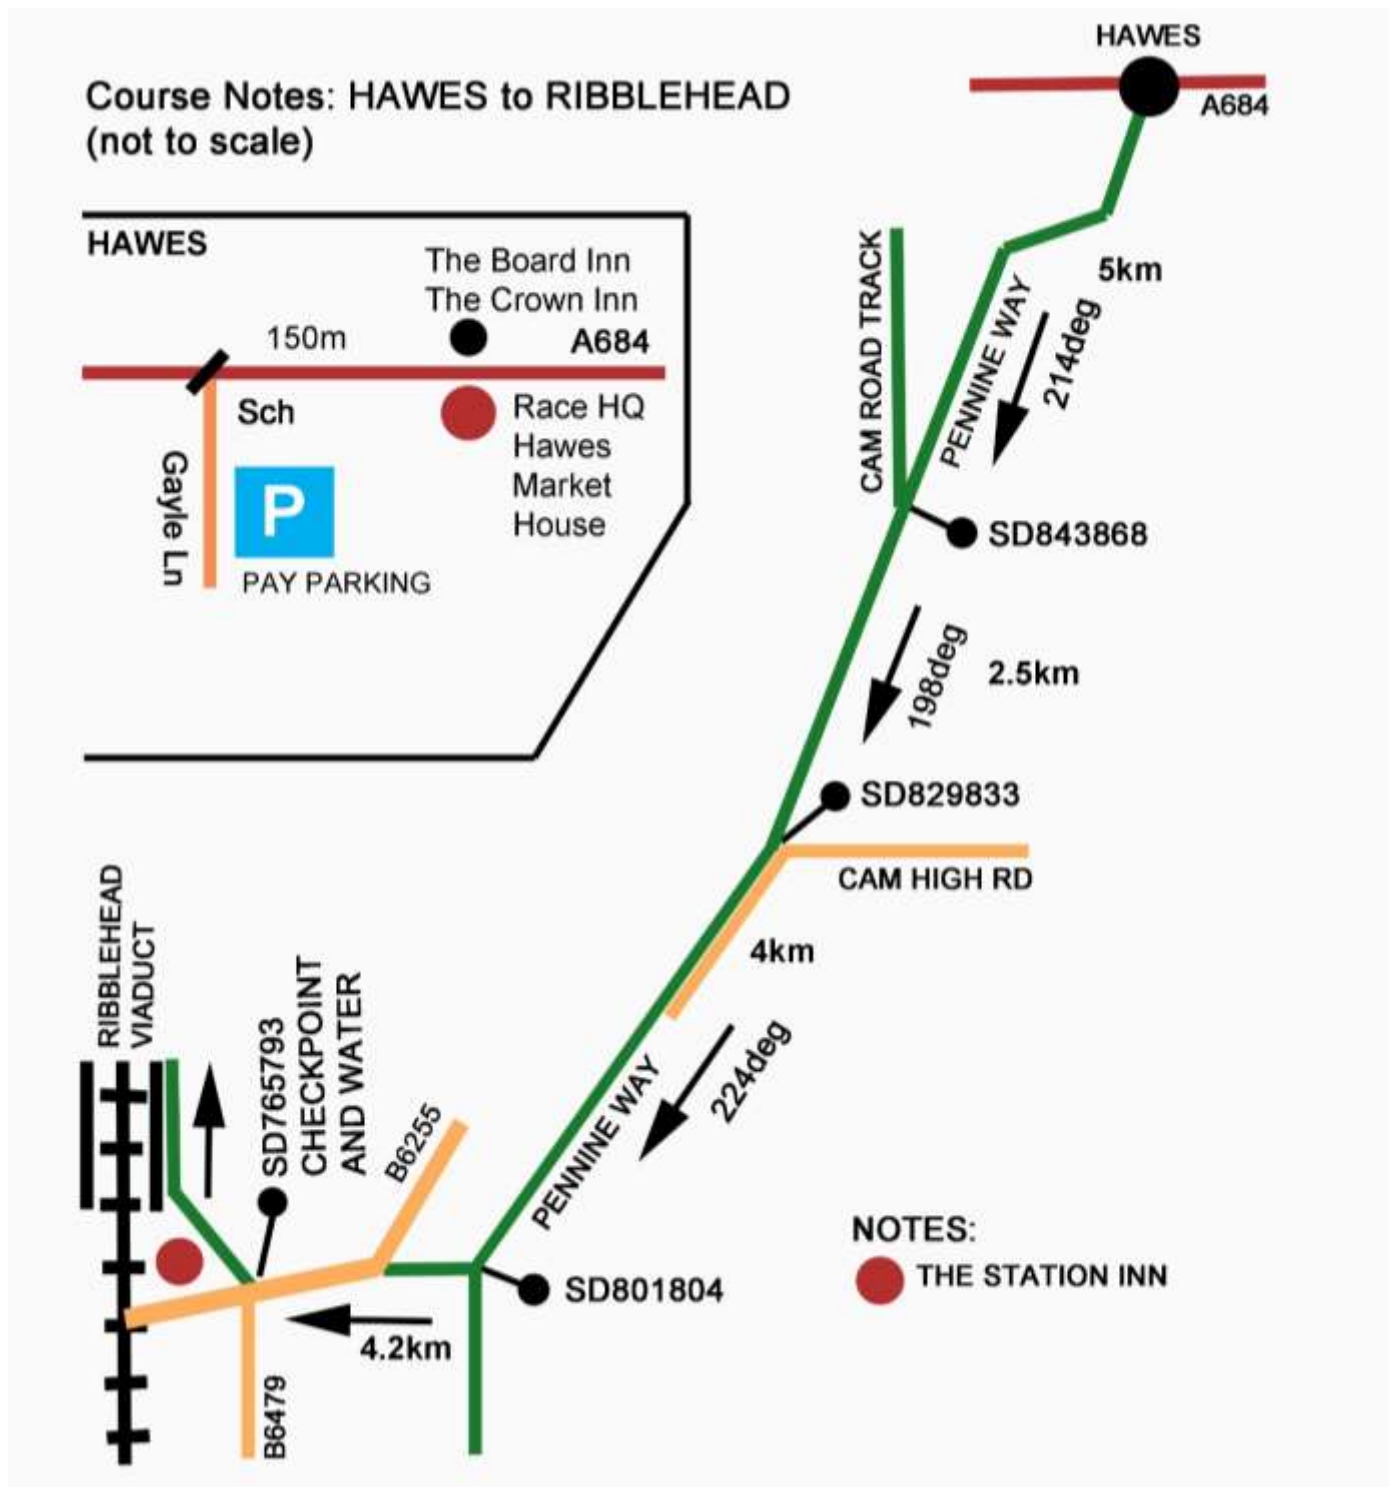 Course Notes: HAWES to RIBBLEHEAD
(not to scale)
HAWES
A684
HAWES
The Board Inn
The Crown Inn
150m
A684
Sch
Race HQ
Hawes
Market
House
Gayle Ln
P
PAY PARKING
CAM ROAD TRACK
PENNINE WAY
5km
214deg
SD843868
198deg
2.5km
SD829833
CAM HIGH RD
4km
224deg
PENNINE WAY
RIBBLEHEAD
VIADUCT
SD765793
CHECKPOINT
AND WATER
B6255
SD801804
4.2km
B6479
NOTES:
THE STATION INN